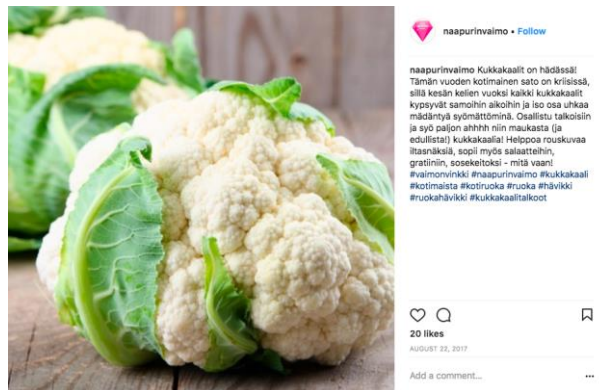 naapurinvaimo • Follow
naapurinvaimo Kukkakaalit on hädässä!
Tämän vuoden kotimainen sato on kriisissä,
sillä kesän kelien vuoksi kaikki kukkakaalit
kypsyvät samoihin aikoihin ja iso osa uhkaa
mädäntyä syömättöminä. Osallistu talkoisiin
ja syö paljon ahhhh niin maukasta (ja
edullista!) kukkakaalia! Helppoa rouskuvaa
iltasnäksiä, sopii myös salaatteihin,
gratiiniin, sosekeitoksi - mitä vaan!
#vaimonvinkki #naapurinvaimo #kukkakaali
#kotimaista #kotiruoka #ruoka #hävikki
#ruokahävikki #kukkakaalitalkoot
20 likes
AUGUST 22, 2017
Add a comment...